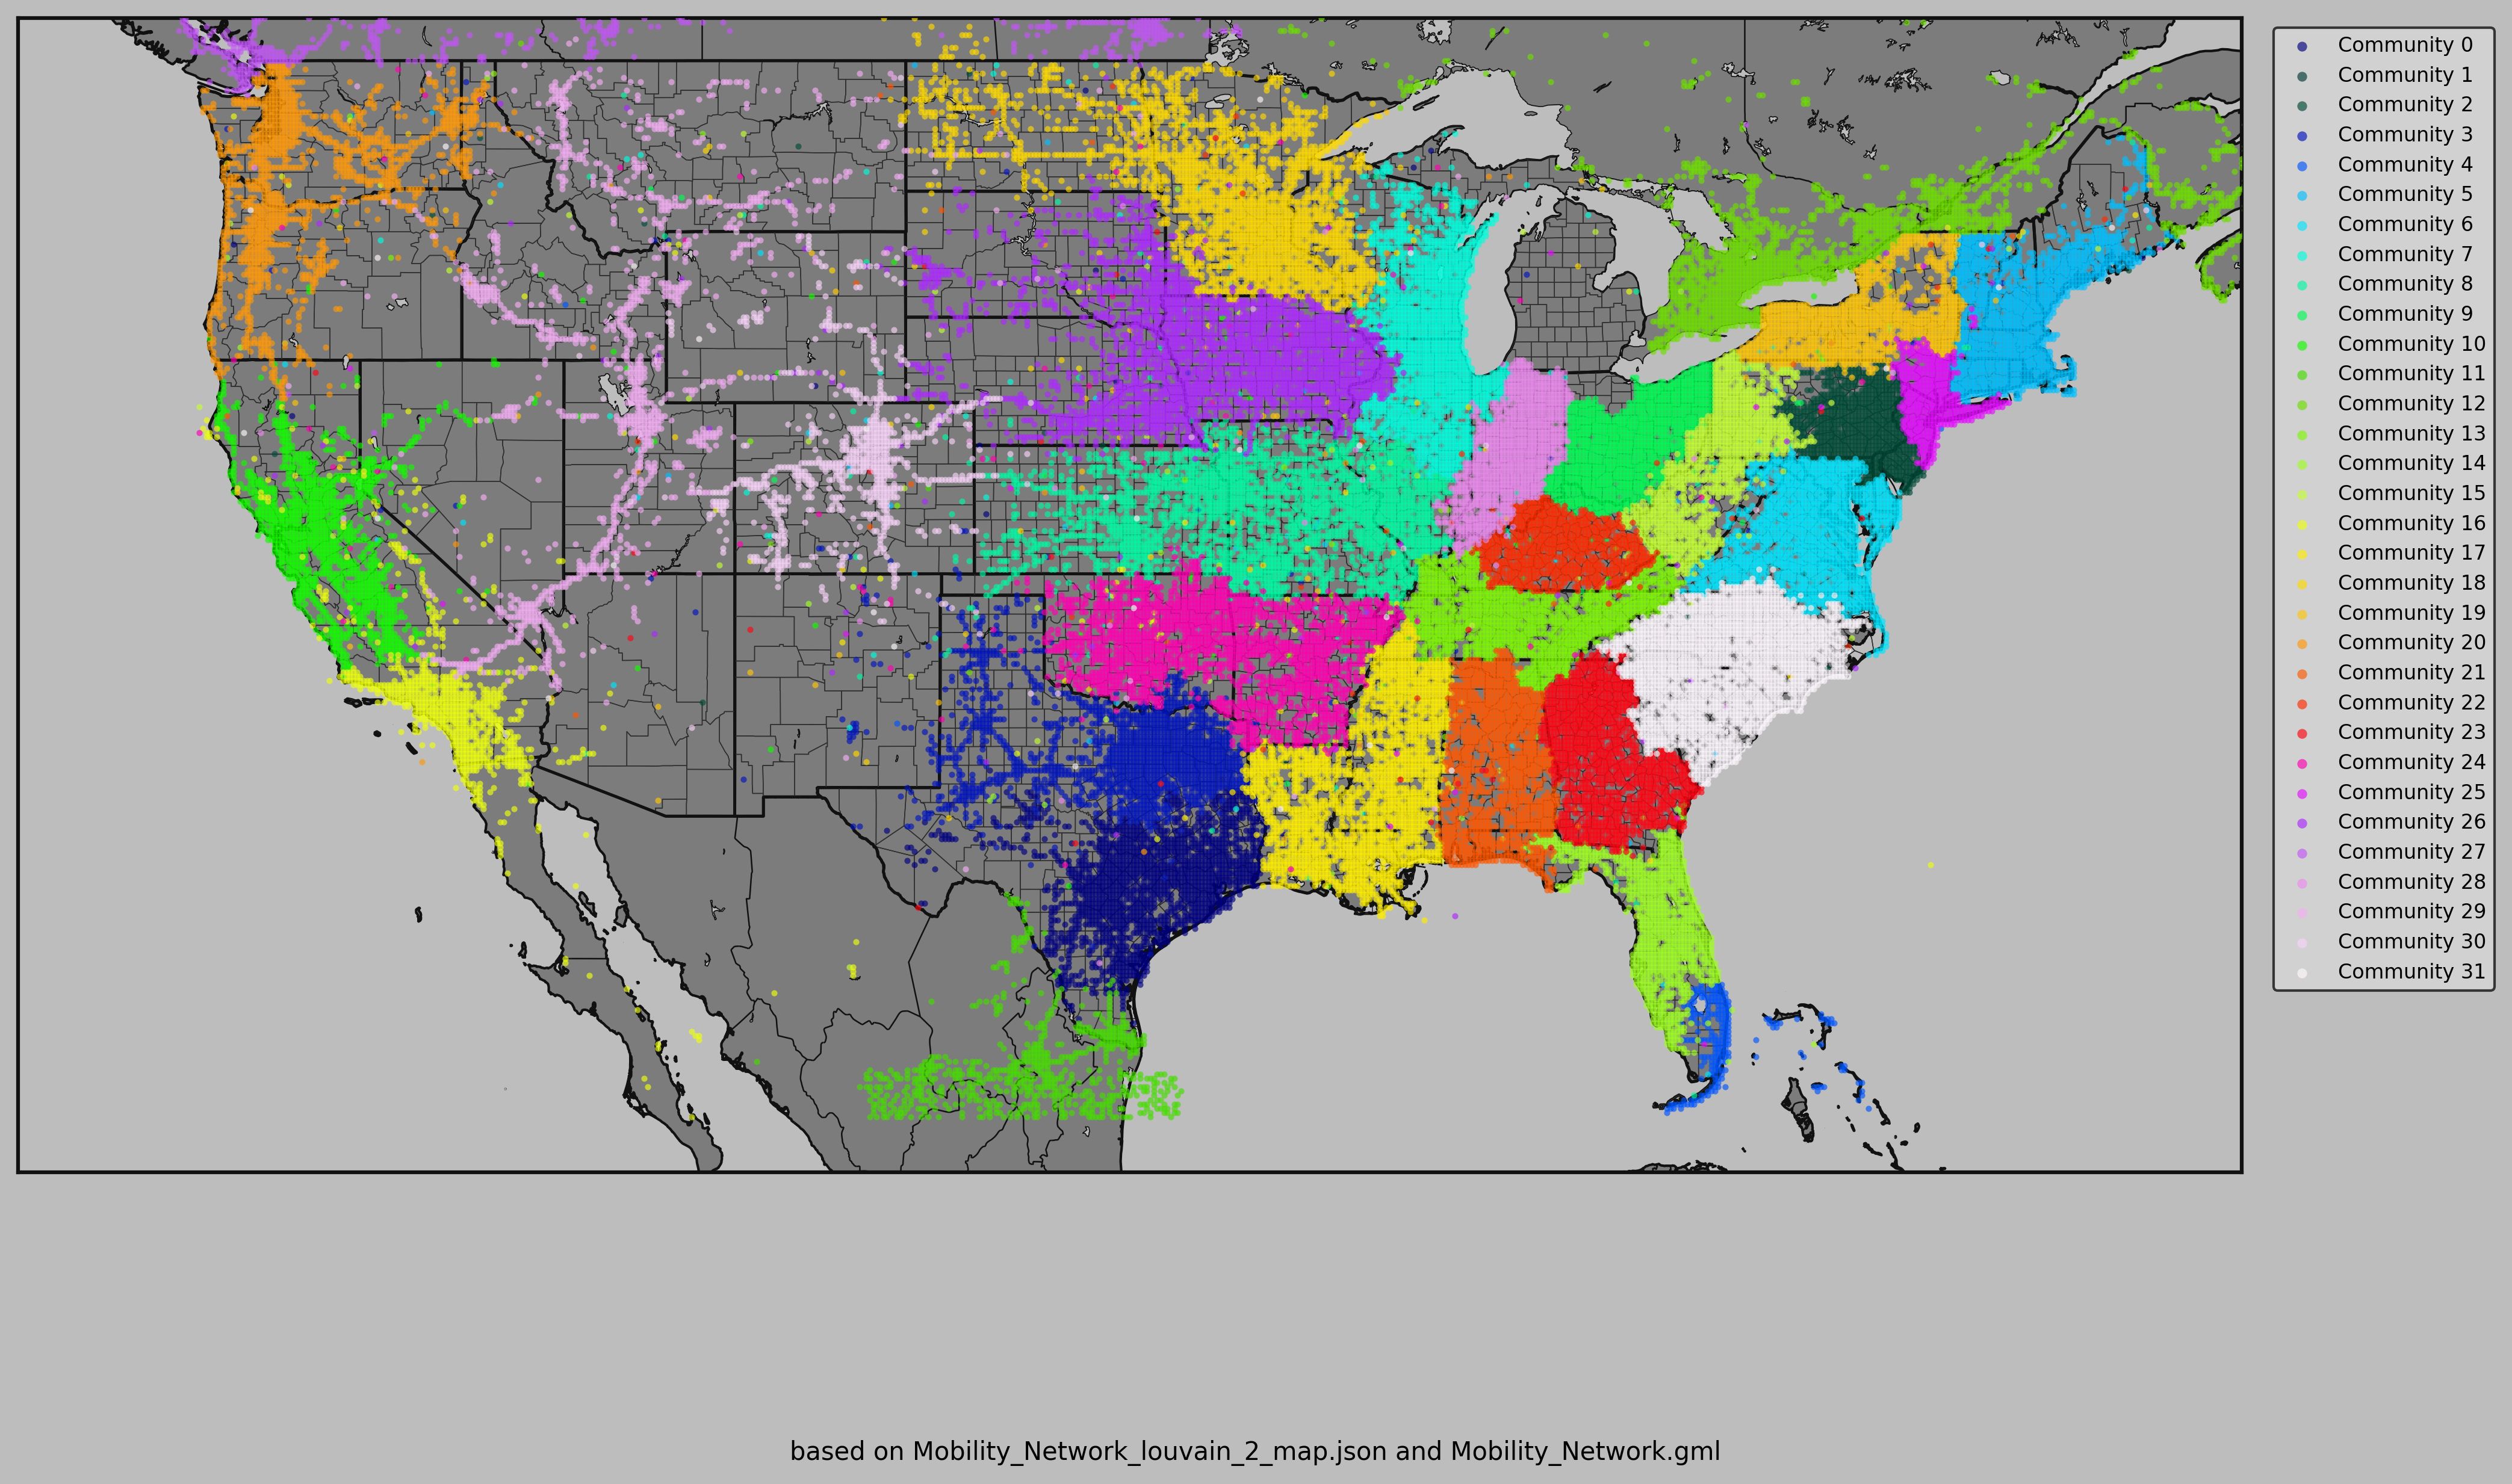 Community 0
Community 1
Community 2
Community 3
Community 4
Community 5
Community 6
Community 7
Community 8
Community 9
Community 10
Community 11
Community 12
Community 13
Community 14
Community 15
Community 16
Community 17
Community 18
Community 19
Community 20
Community 21
Community 22
Community 23
Community 24
Community 25
Community 26
Community 27
Community 28
Community 29
Community 30
Community 31
based on Mobility_Network_louvain_2_map.json and Mobility_Network.gml